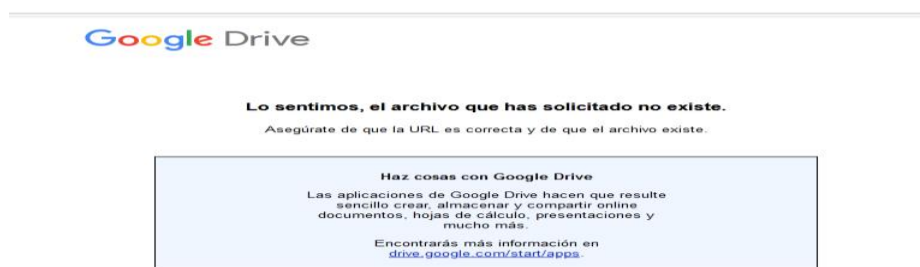 Google Drive
Lo sentimos, el archivo que has solicitado no existe.
Asegúrate de que la URL es correcta y de que el archivo existe.
Haz cosas con Google Drive
Las aplicaciones de Google Drive hacen que resulte
sencillo crear, almacenar y compartir online
documentos, hojas de cálculo, presentaciones y
mucho más.
Encontrarás más información en
drive.google.com/start/apps.